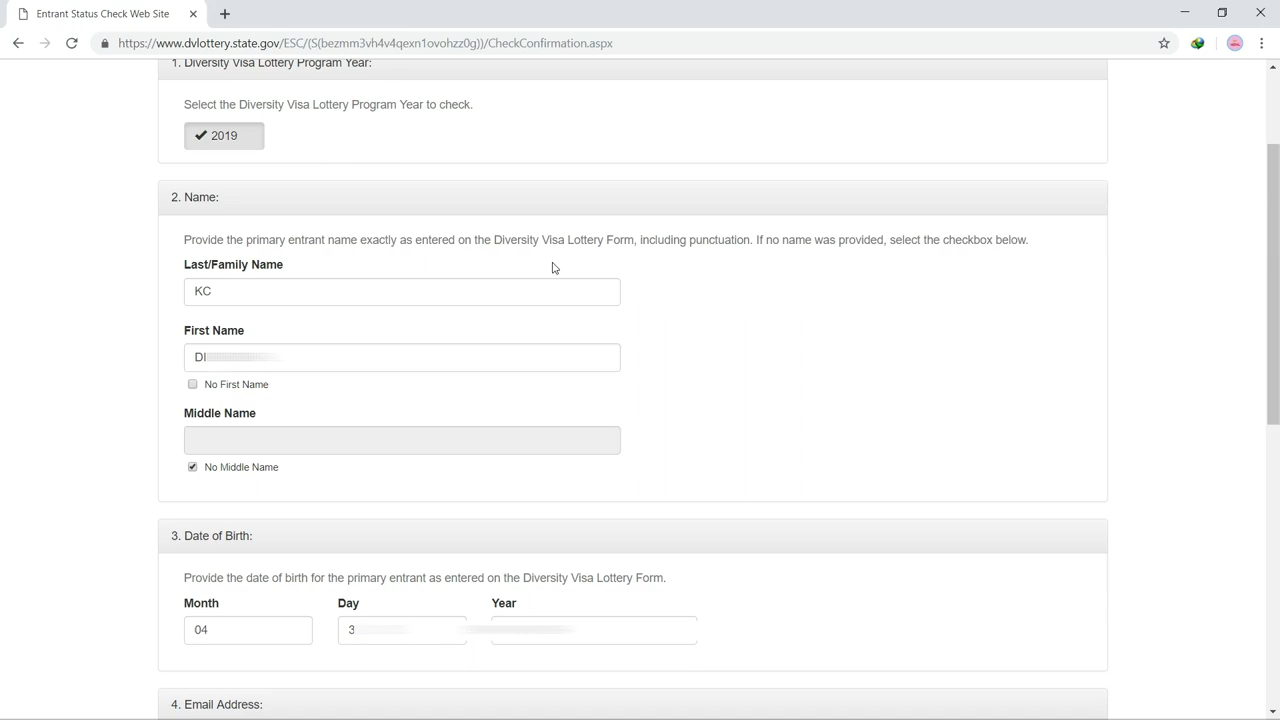 Entrant Status Check Web Site
https://www.dvlottery.state.gov/ESC/(S(bezmm3vh4v4qexn1ovohzz0g))/CheckConfirmation.aspx
1. Diversity Visa Lottery Program Year:
Select the Diversity Visa Lottery Program Year to check.
2019
2. Name:
Provide the primary entrant name exactly as entered on the Diversity Visa Lottery Form, including punctuation. If no name was provided, select the checkbox below.
Last/Family Name
KC
First Name
DI
No First Name
Middle Name
No Middle Name
3. Date of Birth:
Provide the date of birth for the primary entrant as entered on the Diversity Visa Lottery Form.
Month Day Year
04 3
4. Email Address: